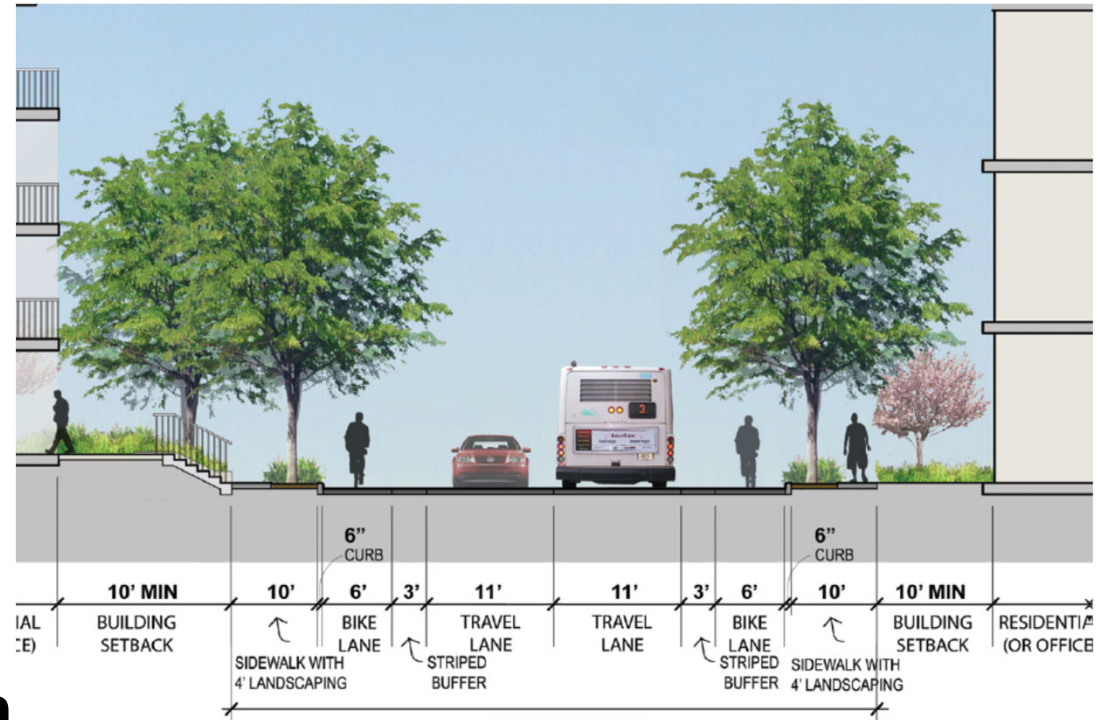 3
6”
CURB
6”
CURB
10’ MIN
10’
6’
3’
11’
11’
3’
6’
10’
10’ MIN
BUILDING
SETBACK
SIDEWALK WITH
4’ LANDSCAPING
BIKE
LANE
STRIPED
BUFFER
TRAVEL
LANE
TRAVEL
LANE
STRIPED
BUFFER
BIKE
LANE
SIDEWALK WITH
4’ LANDSCAPING
BUILDING
SETBACK
(OR OFFICE